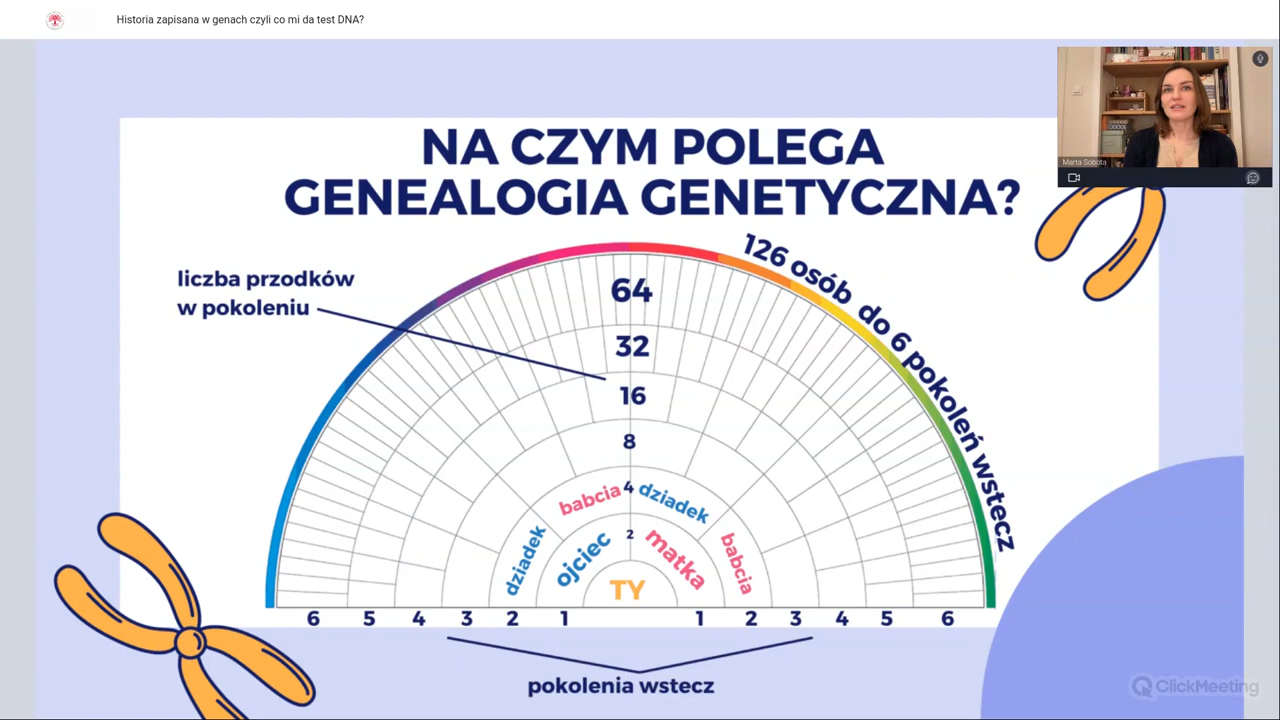 Historia zapisana w genach czyli co mi da test DNA?
Marta Sobota
NA CZYM POLEGA
GENEALOGIA GENETYCZNA?
liczba przodków
w pokoleniu
126 osób do 6 pokoleń wstecz
64
32
16
8
babcia 4 dziadek
dziadek ojciec 2 matka babcia
TY
6 5 4 3 2 1 1 2 3 4 5 6
pokolenia wstecz
ClickMeeting